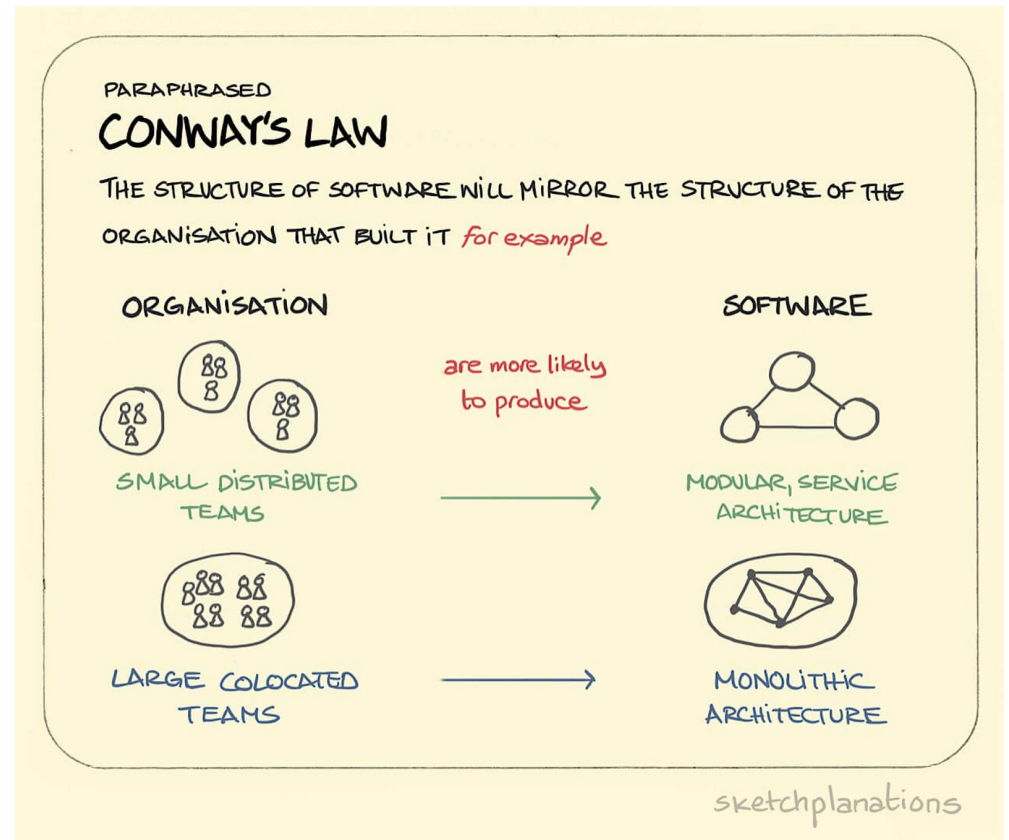 PARAPHRASED
CONWAY'S LAW
THE STRUCTURE OF SOFTWARE WILL MIRROR THE STRUCTURE OF THE
ORGANISATION THAT BUILT IT for example
ORGANISATION
SOFTWARE
are more likely
to produce
SMALL DISTRIBUTED
TEAMS
MODULAR, SERVICE
ARCHITECTURE
LARGE COLOCATED
TEAMS
MONOLITHIC
ARCHITECTURE
sketchplanations